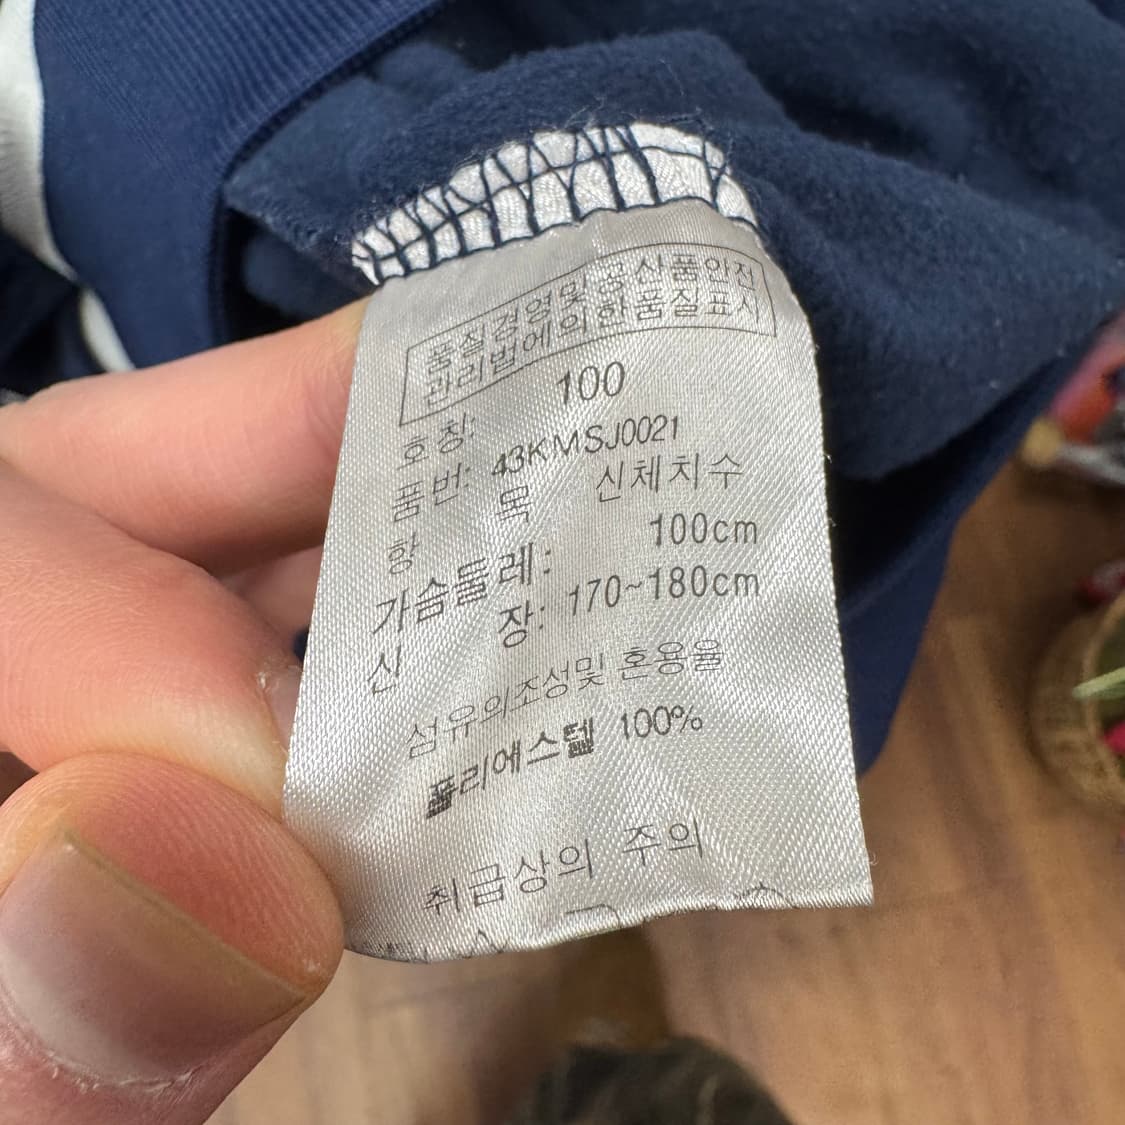 품질경영및 공산품안전
관리법에의한품실표시
호칭: 100
품번: 43KMSJ0021
항 목 신체치수
가슴들레: 100cm
신 장: 170~180cm
섬유의조성및 혼용율
폴리에스텔 100%
취급상의 주의